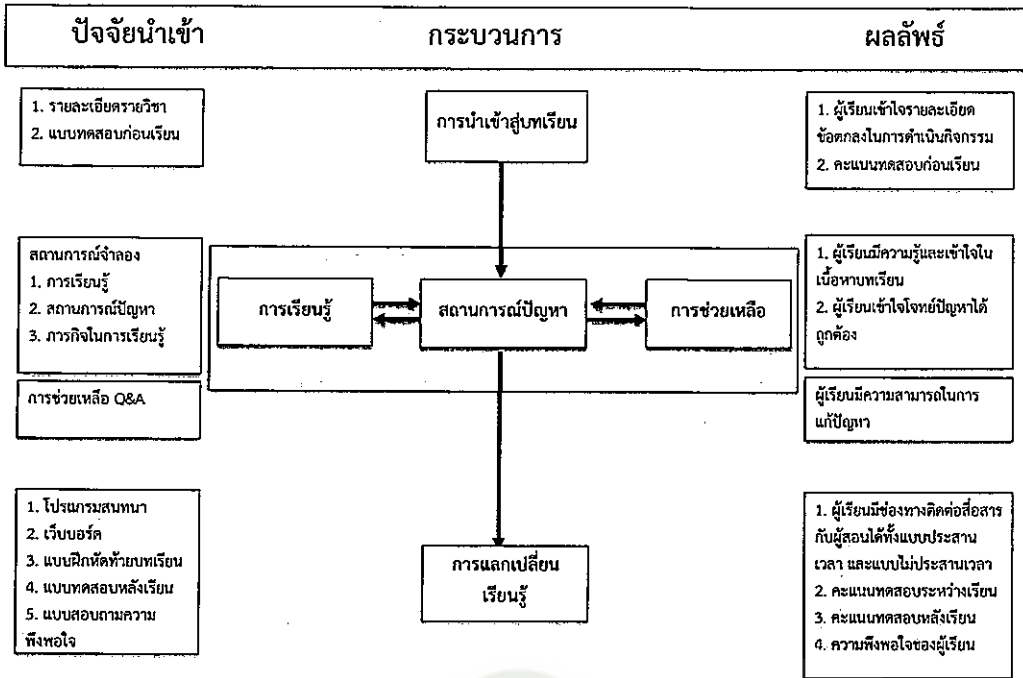 ปัจจัยนำเข้า
กระบวนการ
ผลลัพธ์
1. รายละเอียดรายวิชา
2. แบบทดสอบก่อนเรียน
การนำเข้าสู่บทเรียน
1. ผู้เรียนเข้าใจรายละเอียด
ข้อตกลงในการดำเนินกิจกรรม
2. คะแนนทดสอบก่อนเรียน
สถานการณ์จำลอง
1. การเรียนรู้
2. สถานการณ์ปัญหา
3. ภารกิจในการเรียนรู้
การเรียนรู้
สถานการณ์ปัญหา
การช่วยเหลือ
1. ผู้เรียนมีความรู้และเข้าใจใน
เนื้อหาบทเรียน
2. ผู้เรียนเข้าใจโจทย์ปัญหาได้
ถูกต้อง
การช่วยเหลือ Q&A
ผู้เรียนมีความสามารถในการ
แก้ปัญหา
1. โปรแกรมสนทนา
2. เว็บบอร์ด
3. แบบฝึกหัดท้ายบทเรียน
4. แบบทดสอบหลังเรียน
5. แบบสอบถามความ
พึงพอใจ
การแลกเปลี่ยน
เรียนรู้
1. ผู้เรียนมีช่องทางติดต่อสื่อสาร
กับผู้สอนได้ทั้งแบบประสาน
เวลา และแบบไม่ประสานเวลา
2. คะแนนทดสอบระหว่างเรียน
3. คะแนนทดสอบหลังเรียน
4. ความพึงพอใจของผู้เรียน